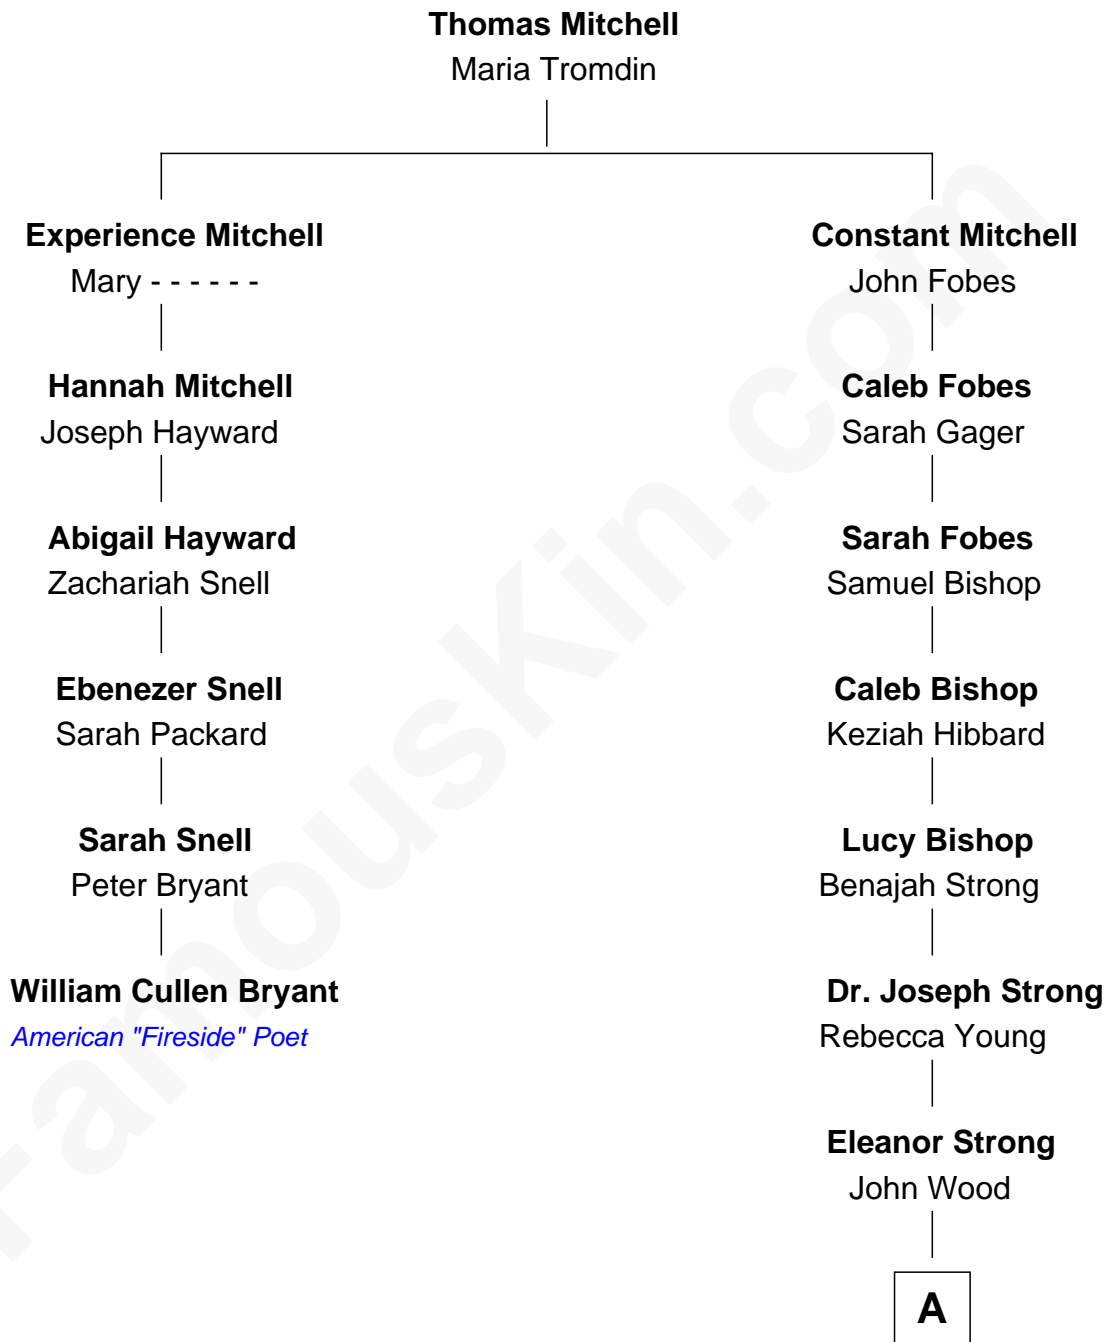 Thomas Mitchell
Maria Tromdin
Experience Mitchell
Mary - - - - - -
Constant Mitchell
John Fobes
Hannah Mitchell
Joseph Hayward
Caleb Fobes
Sarah Gager
Abigail Hayward
Zachariah Snell
Sarah Fobes
Samuel Bishop
Ebenezer Snell
Sarah Packard
Caleb Bishop
Keziah Hibbard
Sarah Snell
Peter Bryant
Lucy Bishop
Benajah Strong
William Cullen Bryant
American "Fireside" Poet
Dr. Joseph Strong
Rebecca Young
Eleanor Strong
John Wood
A
FamousKin.com